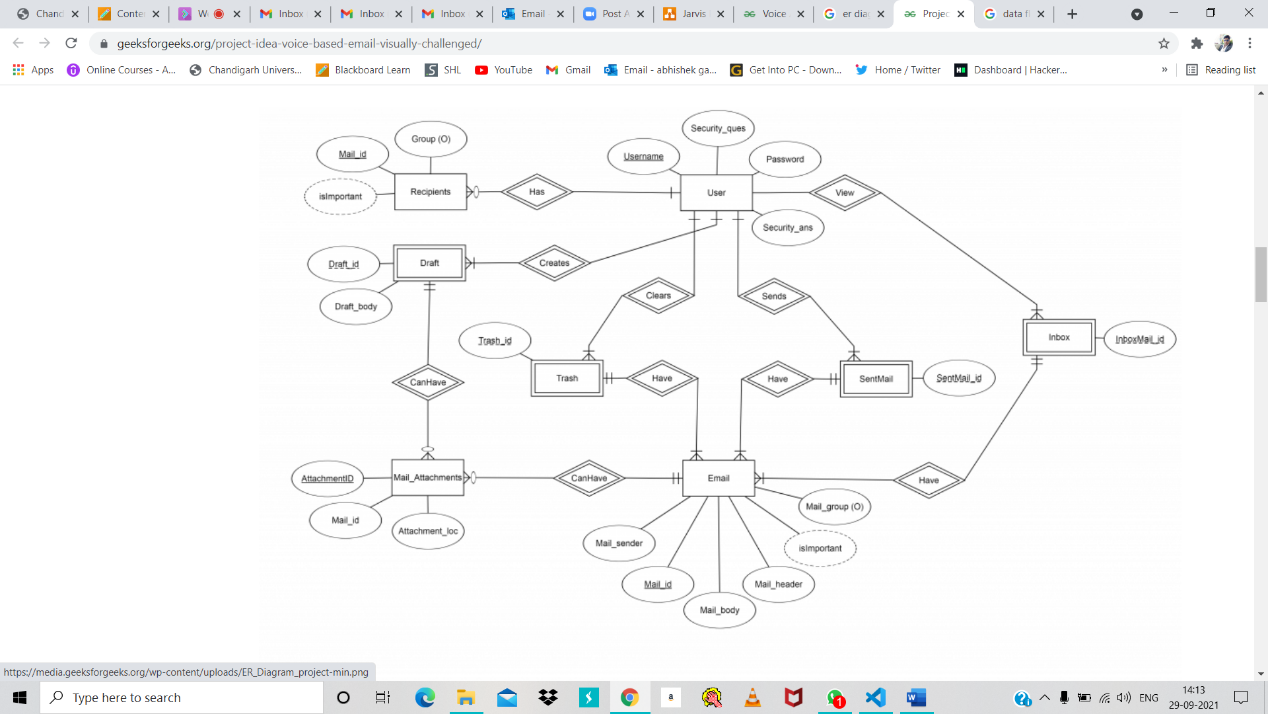 Chand
Conte
W
Inbox
Inbox
Inbox
Email
Post A
Jarvis
Voice
er dia
Projec
data fl
geeksforgeeks.org/project-idea-voice-based-email-visually-challenged/
Apps
Online Courses - A...
Chandigarh Univers...
Blackboard Learn
SHL
YouTube
Gmail
Email - abhishek ga...
Get Into PC - Down...
Home / Twitter
Dashboard | Hacker...
»
Reading list
Security_ques
Group (O)
Mail_id
Username
Password
isImportant
Recipients
Has
User
View
Security_ans
Draft_id
Draft
Creates
Draft_body
Clears
Sends
Trash_id
Inbox
InboxMail_id
CanHave
Trash
Have
Have
SentMail
SentMail_id
AttachmentID
Mail_Attachments
CanHave
Email
Have
Mail_id
Attachment_loc
Mail_group (O)
Mail_sender
isImportant
Mail_id
Mail_header
Mail_body
https://media.geeksforgeeks.org/wp-content/uploads/ER_Diagram_project-min.png
Type here to search
a
1
ENG
14:13
29-09-2021